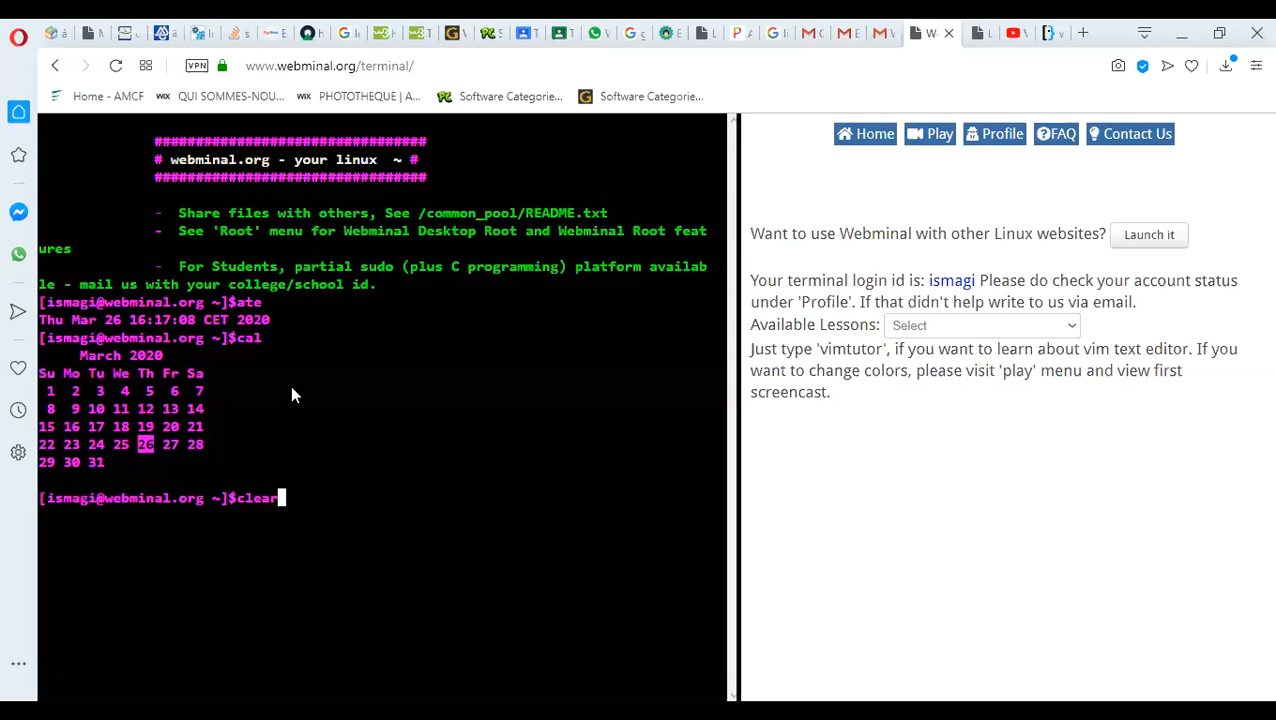 VPN
www.webminal.org/terminal/
Home - AMCF
WIX QUI SOMMES-NOU...
WIX PHOTOTHEQUE | A...
PC Software Categorie...
G Software Categorie...
#################################
# webminal.org - your linux ~ #
#################################
- Share files with others, See /common_pool/README.txt
- See 'Root' menu for Webminal Desktop Root and Webminal Root feat
ures
- For Students, partial sudo (plus C programming) platform availab
le - mail us with your college/school id.
[ismagi@webminal.org ~]$ate
Thu Mar 26 16:17:08 CET 2020
[ismagi@webminal.org ~]$cal
March 2020
Su Mo Tu We Th Fr Sa
1 2 3 4 5 6 7
8 9 10 11 12 13 14
15 16 17 18 19 20 21
22 23 24 25 26 27 28
29 30 31
[ismagi@webminal.org ~]$clear
Home Play Profile FAQ Contact Us
Want to use Webminal with other Linux websites? Launch it
Your terminal login id is: ismagi Please do check your account status
under 'Profile'. If that didn't help write to us via email.
Available Lessons: Select
Just type 'vimtutor', if you want to learn about vim text editor. If you
want to change colors, please visit 'play' menu and view first
screencast.